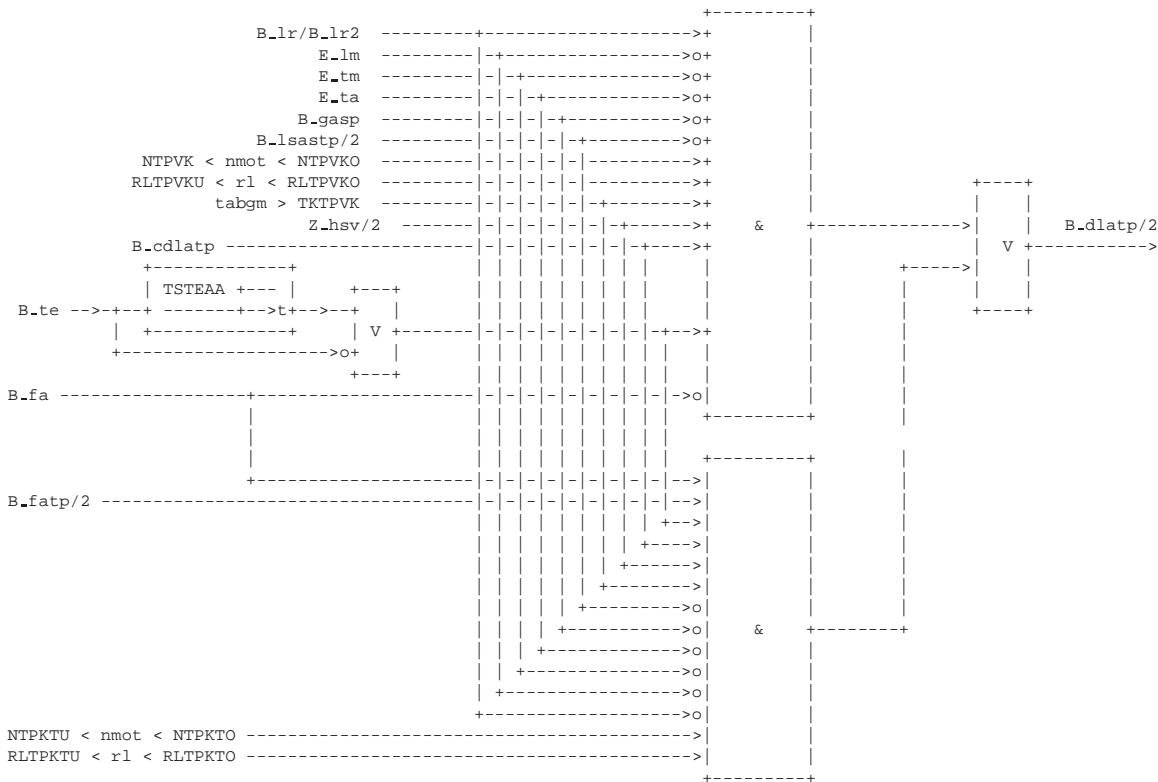 B_lr/B_lr2
E_lm
E_tm
E_ta
B_gasp
B_lsastp/2
NTPVK < nmot < NTPVKO
RLTPVKU < rl < RLTPVKO
tabgm > TKTPVK
Z_hsv/2 & B_dlatp/2
B_cdlatp V
TSTEAA
B_te t
V
B_fa
B_fatp/2
&
NTPKTU < nmot < NTPKTO
RLTPKTU < rl < RLTPKTO